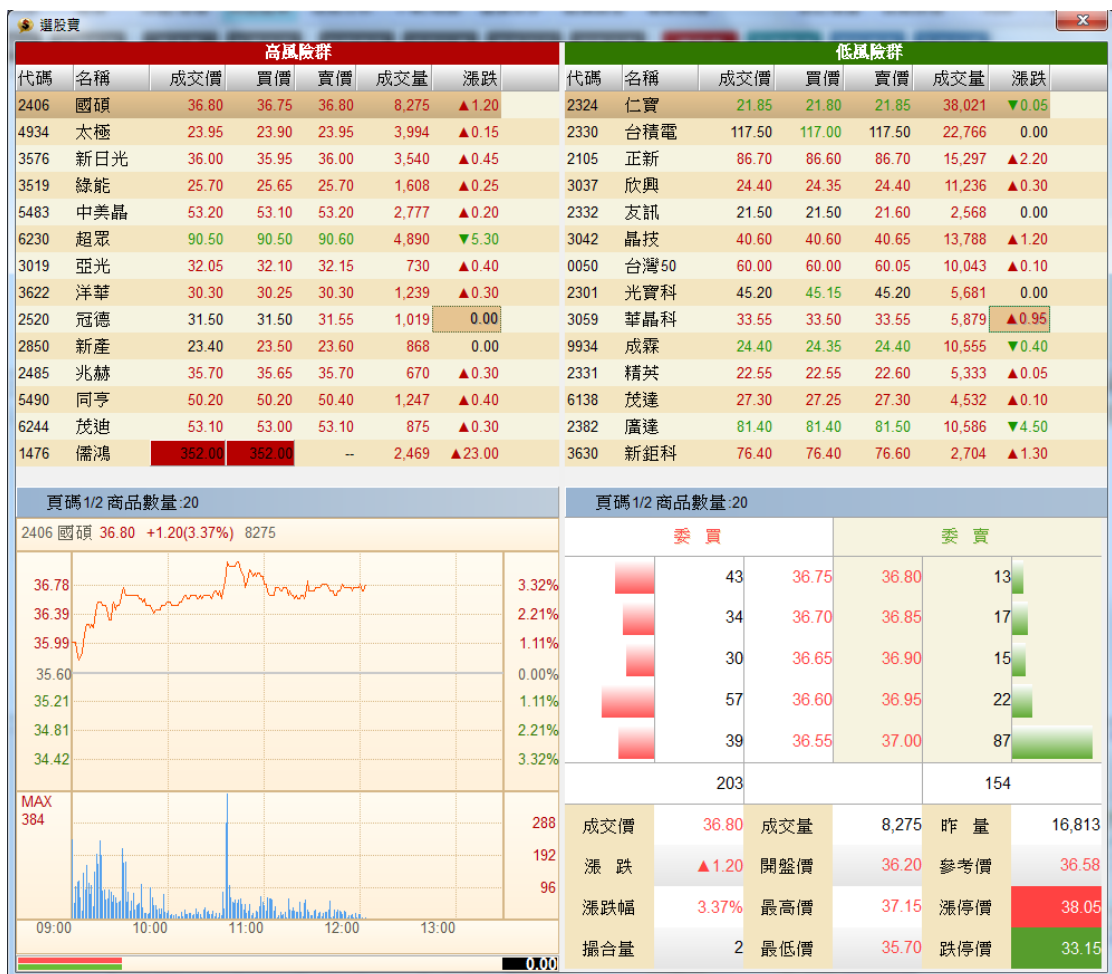 選股寶
高風險群
代碼 名稱 成交價 買價 賣價 成交量 漲跌
2406 國碩 36.80 36.75 36.80 8,275 ▲1.20
4934 太極 23.95 23.90 23.95 3,994 ▲0.15
3576 新日光 36.00 35.95 36.00 3,540 ▲0.45
3519 綠能 25.70 25.65 25.70 1,608 ▲0.25
5483 中美晶 53.20 53.10 53.20 2,777 ▲0.20
6230 超眾 90.50 90.50 90.60 4,890 ▼5.30
3019 亞光 32.05 32.10 32.15 730 ▲0.40
3622 洋華 30.30 30.25 30.30 1,239 ▲0.30
2520 冠德 31.50 31.50 31.55 1,019 0.00
2850 新產 23.40 23.50 23.60 868 0.00
2485 兆赫 35.70 35.65 35.70 670 ▲0.30
5490 同亨 50.20 50.20 50.40 1,247 ▲0.40
6244 茂迪 53.10 53.00 53.10 875 ▲0.30
1476 儒鴻 352.00 352.00 -- 2,469 ▲23.00
低風險群
代碼 名稱 成交價 買價 賣價 成交量 漲跌
2324 仁寶 21.85 21.80 21.85 38,021 ▼0.05
2330 台積電 117.50 117.00 117.50 22,766 0.00
2105 正新 86.70 86.60 86.70 15,297 ▲2.20
3037 欣興 24.40 24.35 24.40 11,236 ▲0.30
2332 友訊 21.50 21.50 21.60 2,568 0.00
3042 晶技 40.60 40.60 40.65 13,788 ▲1.20
0050 台灣50 60.00 60.00 60.05 10,043 ▲0.10
2301 光寶科 45.20 45.15 45.20 5,681 0.00
3059 華晶科 33.55 33.50 33.55 5,879 ▲0.95
9934 成霖 24.40 24.35 24.40 10,555 ▼0.40
2331 精英 22.55 22.55 22.60 5,333 ▲0.05
6138 茂達 27.30 27.25 27.30 4,532 ▲0.10
2382 廣達 81.40 81.40 81.50 10,586 ▼4.50
3630 新鉅科 76.40 76.40 76.60 2,704 ▲1.30
頁碼1/2 商品數量:20
2406 國碩 36.80 +1.20(3.37%) 8275
36.78 3.32%
36.39 2.21%
35.99 1.11%
35.60 0.00%
35.21 1.11%
34.81 2.21%
34.42 3.32%
MAX
384
288
192
96
09:00 10:00 11:00 12:00 13:00
0.00
頁碼1/2 商品數量:20
委 買 委 賣
43 36.75 36.80 13
34 36.70 36.85 17
30 36.65 36.90 15
57 36.60 36.95 22
39 36.55 37.00 87
203 154
成交價 36.80 成交量 8,275 昨 量 16,813
漲 跌 ▲1.20 開盤價 36.20 參考價 36.58
漲跌幅 3.37% 最高價 37.15 漲停價 38.05
撮合量 2 最低價 35.70 跌停價 33.15